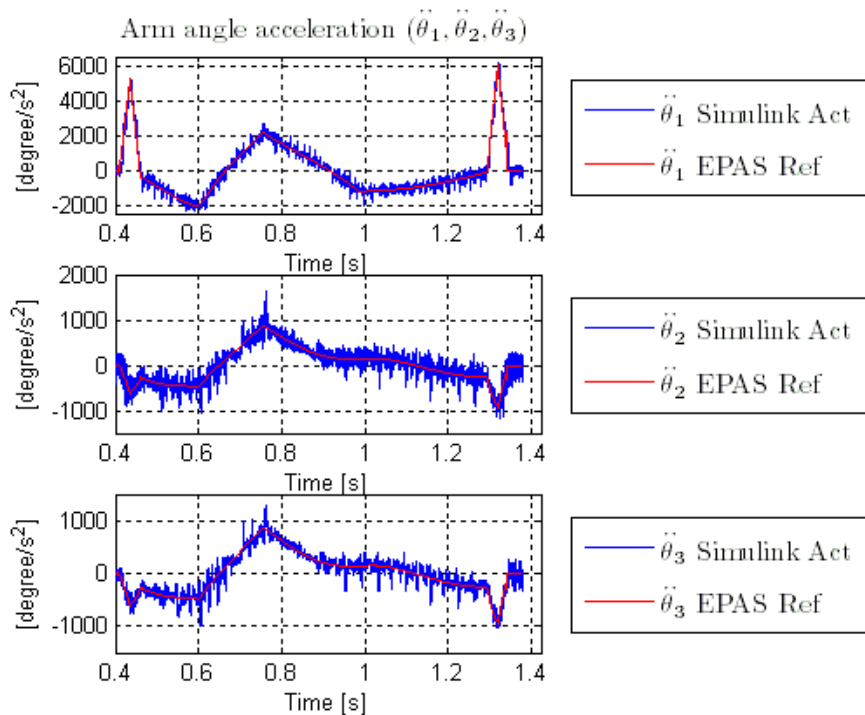 Arm angle acceleration (θ̈₁, θ̈₂, θ̈₃)
[degree/s²]
6000
4000
2000
0
-2000
0.4 0.6 0.8 1 1.2 1.4
Time [s]
θ̈₁ Simulink Act
θ̈₁ EPAS Ref
[degree/s²]
2000
1000
0
-1000
0.4 0.6 0.8 1 1.2 1.4
Time [s]
θ̈₂ Simulink Act
θ̈₂ EPAS Ref
[degree/s²]
1000
0
-1000
0.4 0.6 0.8 1 1.2 1.4
Time [s]
θ̈₃ Simulink Act
θ̈₃ EPAS Ref